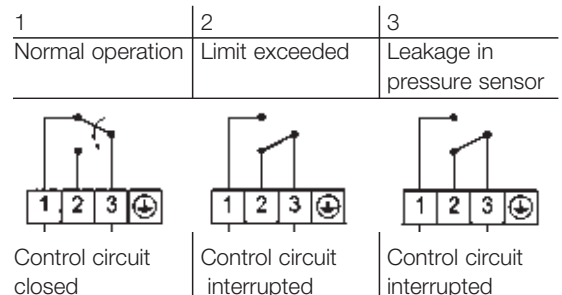 1
Normal operation
2
Limit exceeded
3
Leakage in
pressure sensor
1 2 3
1 2 3
1 2 3
Control circuit
closed
Control circuit
interrupted
Control circuit
interrupted